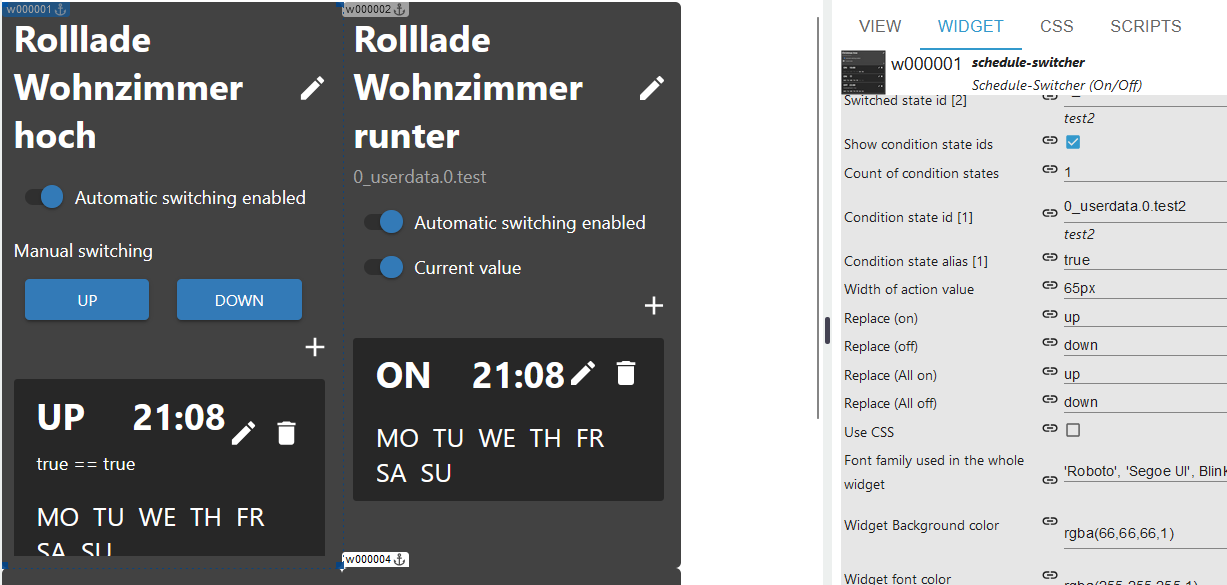 w000001
Rolllade
Wohnzimmer
hoch
Automatic switching enabled
Manual switching
UP DOWN
+
UP 21:08
true == true
MO TU WE TH FR
SA SU
w000002
Rolllade
Wohnzimmer
runter
0_userdata.0.test
Automatic switching enabled
Current value
+
ON 21:08
MO TU WE TH FR
SA SU
w000004
VIEW WIDGET CSS SCRIPTS
w000001 schedule-switcher
Schedule-Switcher (On/Off)
Switched state id [2]
test2
Show condition state ids
Count of condition states 1
Condition state id [1] 0_userdata.0.test2
test2
Condition state alias [1] true
Width of action value 65px
Replace (on) up
Replace (off) down
Replace (All on) up
Replace (All off) down
Use CSS
Font family used in the whole
widget 'Roboto', 'Segoe UI', Blink
Widget Background color rgba(66,66,66,1)
Widget font color rgba(255,255,255,1)